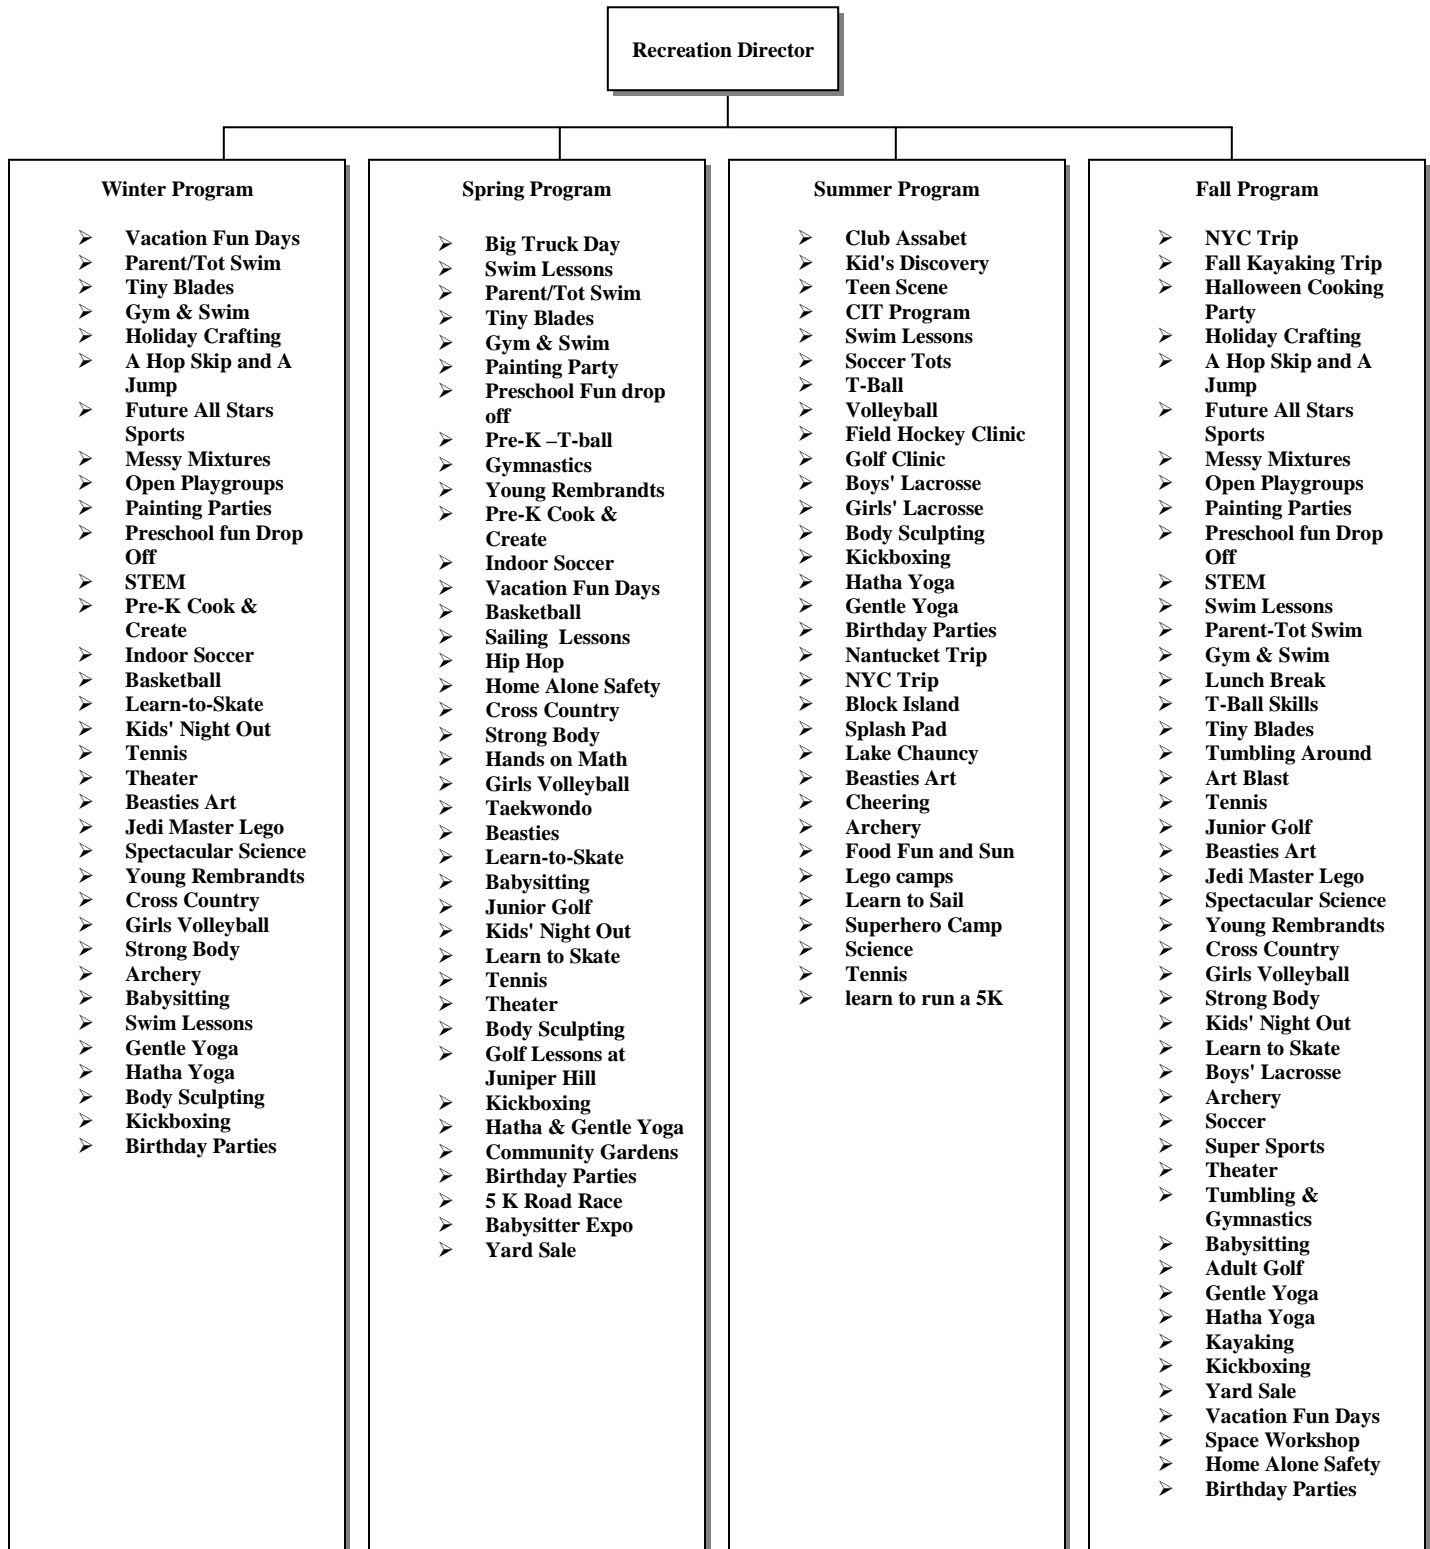 Recreation Director
Winter Program
➢ Vacation Fun Days
➢ Parent/Tot Swim
➢ Tiny Blades
➢ Gym & Swim
➢ Holiday Crafting
➢ A Hop Skip and A
Jump
➢ Future All Stars
Sports
➢ Messy Mixtures
➢ Open Playgroups
➢ Painting Parties
➢ Preschool fun Drop
Off
➢ STEM
➢ Pre-K Cook &
Create
➢ Indoor Soccer
➢ Basketball
➢ Learn-to-Skate
➢ Kids' Night Out
➢ Tennis
➢ Theater
➢ Beasties Art
➢ Jedi Master Lego
➢ Spectacular Science
➢ Young Rembrandts
➢ Cross Country
➢ Girls Volleyball
➢ Strong Body
➢ Archery
➢ Babysitting
➢ Swim Lessons
➢ Gentle Yoga
➢ Hatha Yoga
➢ Body Sculpting
➢ Kickboxing
➢ Birthday Parties
Spring Program
➢ Big Truck Day
➢ Swim Lessons
➢ Parent/Tot Swim
➢ Tiny Blades
➢ Gym & Swim
➢ Painting Party
➢ Preschool Fun drop
off
➢ Pre-K –T-ball
➢ Gymnastics
➢ Young Rembrandts
➢ Pre-K Cook &
Create
➢ Indoor Soccer
➢ Vacation Fun Days
➢ Basketball
➢ Sailing Lessons
➢ Hip Hop
➢ Home Alone Safety
➢ Cross Country
➢ Strong Body
➢ Hands on Math
➢ Girls Volleyball
➢ Taekwondo
➢ Beasties
➢ Learn-to-Skate
➢ Babysitting
➢ Junior Golf
➢ Kids' Night Out
➢ Learn to Skate
➢ Tennis
➢ Theater
➢ Body Sculpting
➢ Golf Lessons at
Juniper Hill
➢ Kickboxing
➢ Hatha & Gentle Yoga
➢ Community Gardens
➢ Birthday Parties
➢ 5 K Road Race
➢ Babysitter Expo
➢ Yard Sale
Summer Program
➢ Club Assabet
➢ Kid's Discovery
➢ Teen Scene
➢ CIT Program
➢ Swim Lessons
➢ Soccer Tots
➢ T-Ball
➢ Volleyball
➢ Field Hockey Clinic
➢ Golf Clinic
➢ Boys' Lacrosse
➢ Girls' Lacrosse
➢ Body Sculpting
➢ Kickboxing
➢ Hatha Yoga
➢ Gentle Yoga
➢ Birthday Parties
➢ Nantucket Trip
➢ NYC Trip
➢ Block Island
➢ Splash Pad
➢ Lake Chauncy
➢ Beasties Art
➢ Cheering
➢ Archery
➢ Food Fun and Sun
➢ Lego camps
➢ Learn to Sail
➢ Superhero Camp
➢ Science
➢ Tennis
➢ learn to run a 5K
Fall Program
➢ NYC Trip
➢ Fall Kayaking Trip
➢ Halloween Cooking
Party
➢ Holiday Crafting
➢ A Hop Skip and A
Jump
➢ Future All Stars
Sports
➢ Messy Mixtures
➢ Open Playgroups
➢ Painting Parties
➢ Preschool fun Drop
Off
➢ STEM
➢ Swim Lessons
➢ Parent-Tot Swim
➢ Gym & Swim
➢ Lunch Break
➢ T-Ball Skills
➢ Tiny Blades
➢ Tumbling Around
➢ Art Blast
➢ Tennis
➢ Junior Golf
➢ Beasties Art
➢ Jedi Master Lego
➢ Spectacular Science
➢ Young Rembrandts
➢ Cross Country
➢ Girls Volleyball
➢ Strong Body
➢ Kids' Night Out
➢ Learn to Skate
➢ Boys' Lacrosse
➢ Archery
➢ Soccer
➢ Super Sports
➢ Theater
➢ Tumbling &
Gymnastics
➢ Babysitting
➢ Adult Golf
➢ Gentle Yoga
➢ Hatha Yoga
➢ Kayaking
➢ Kickboxing
➢ Yard Sale
➢ Vacation Fun Days
➢ Space Workshop
➢ Home Alone Safety
➢ Birthday Parties